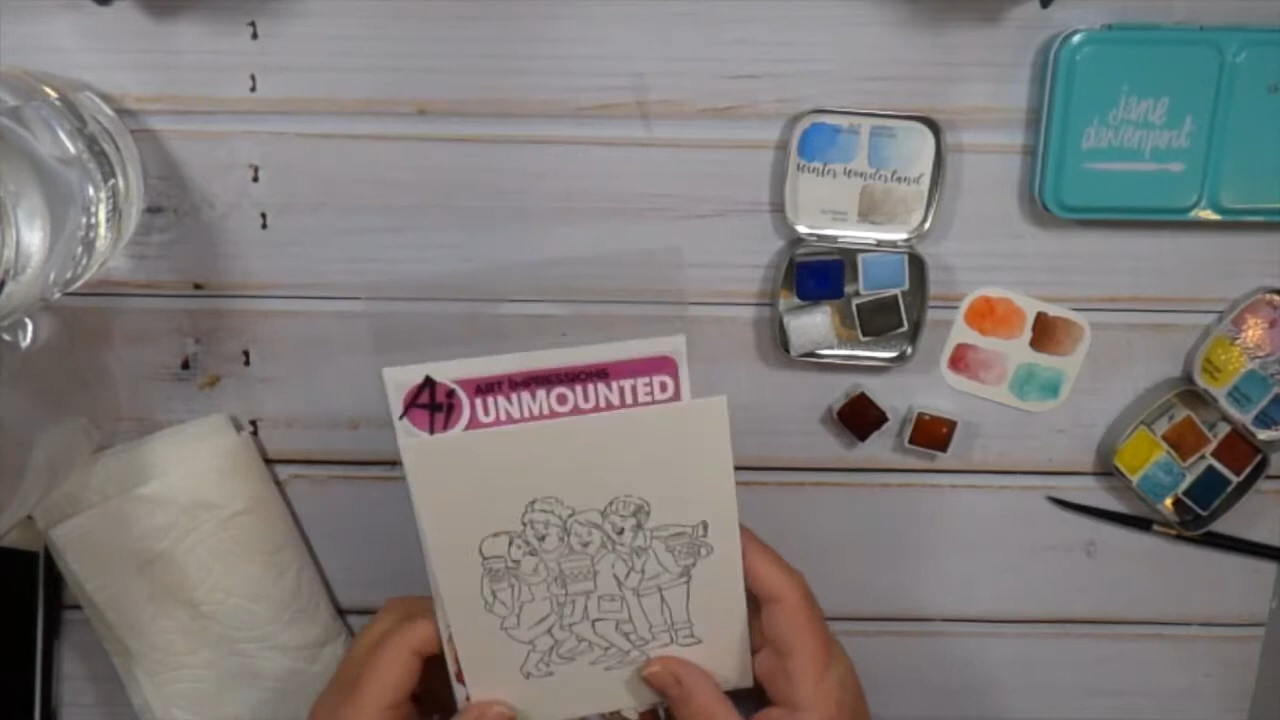 jane
davenport
Winter Wonderland
Ai
ART IMPRESSIONS
UNMOUNTED